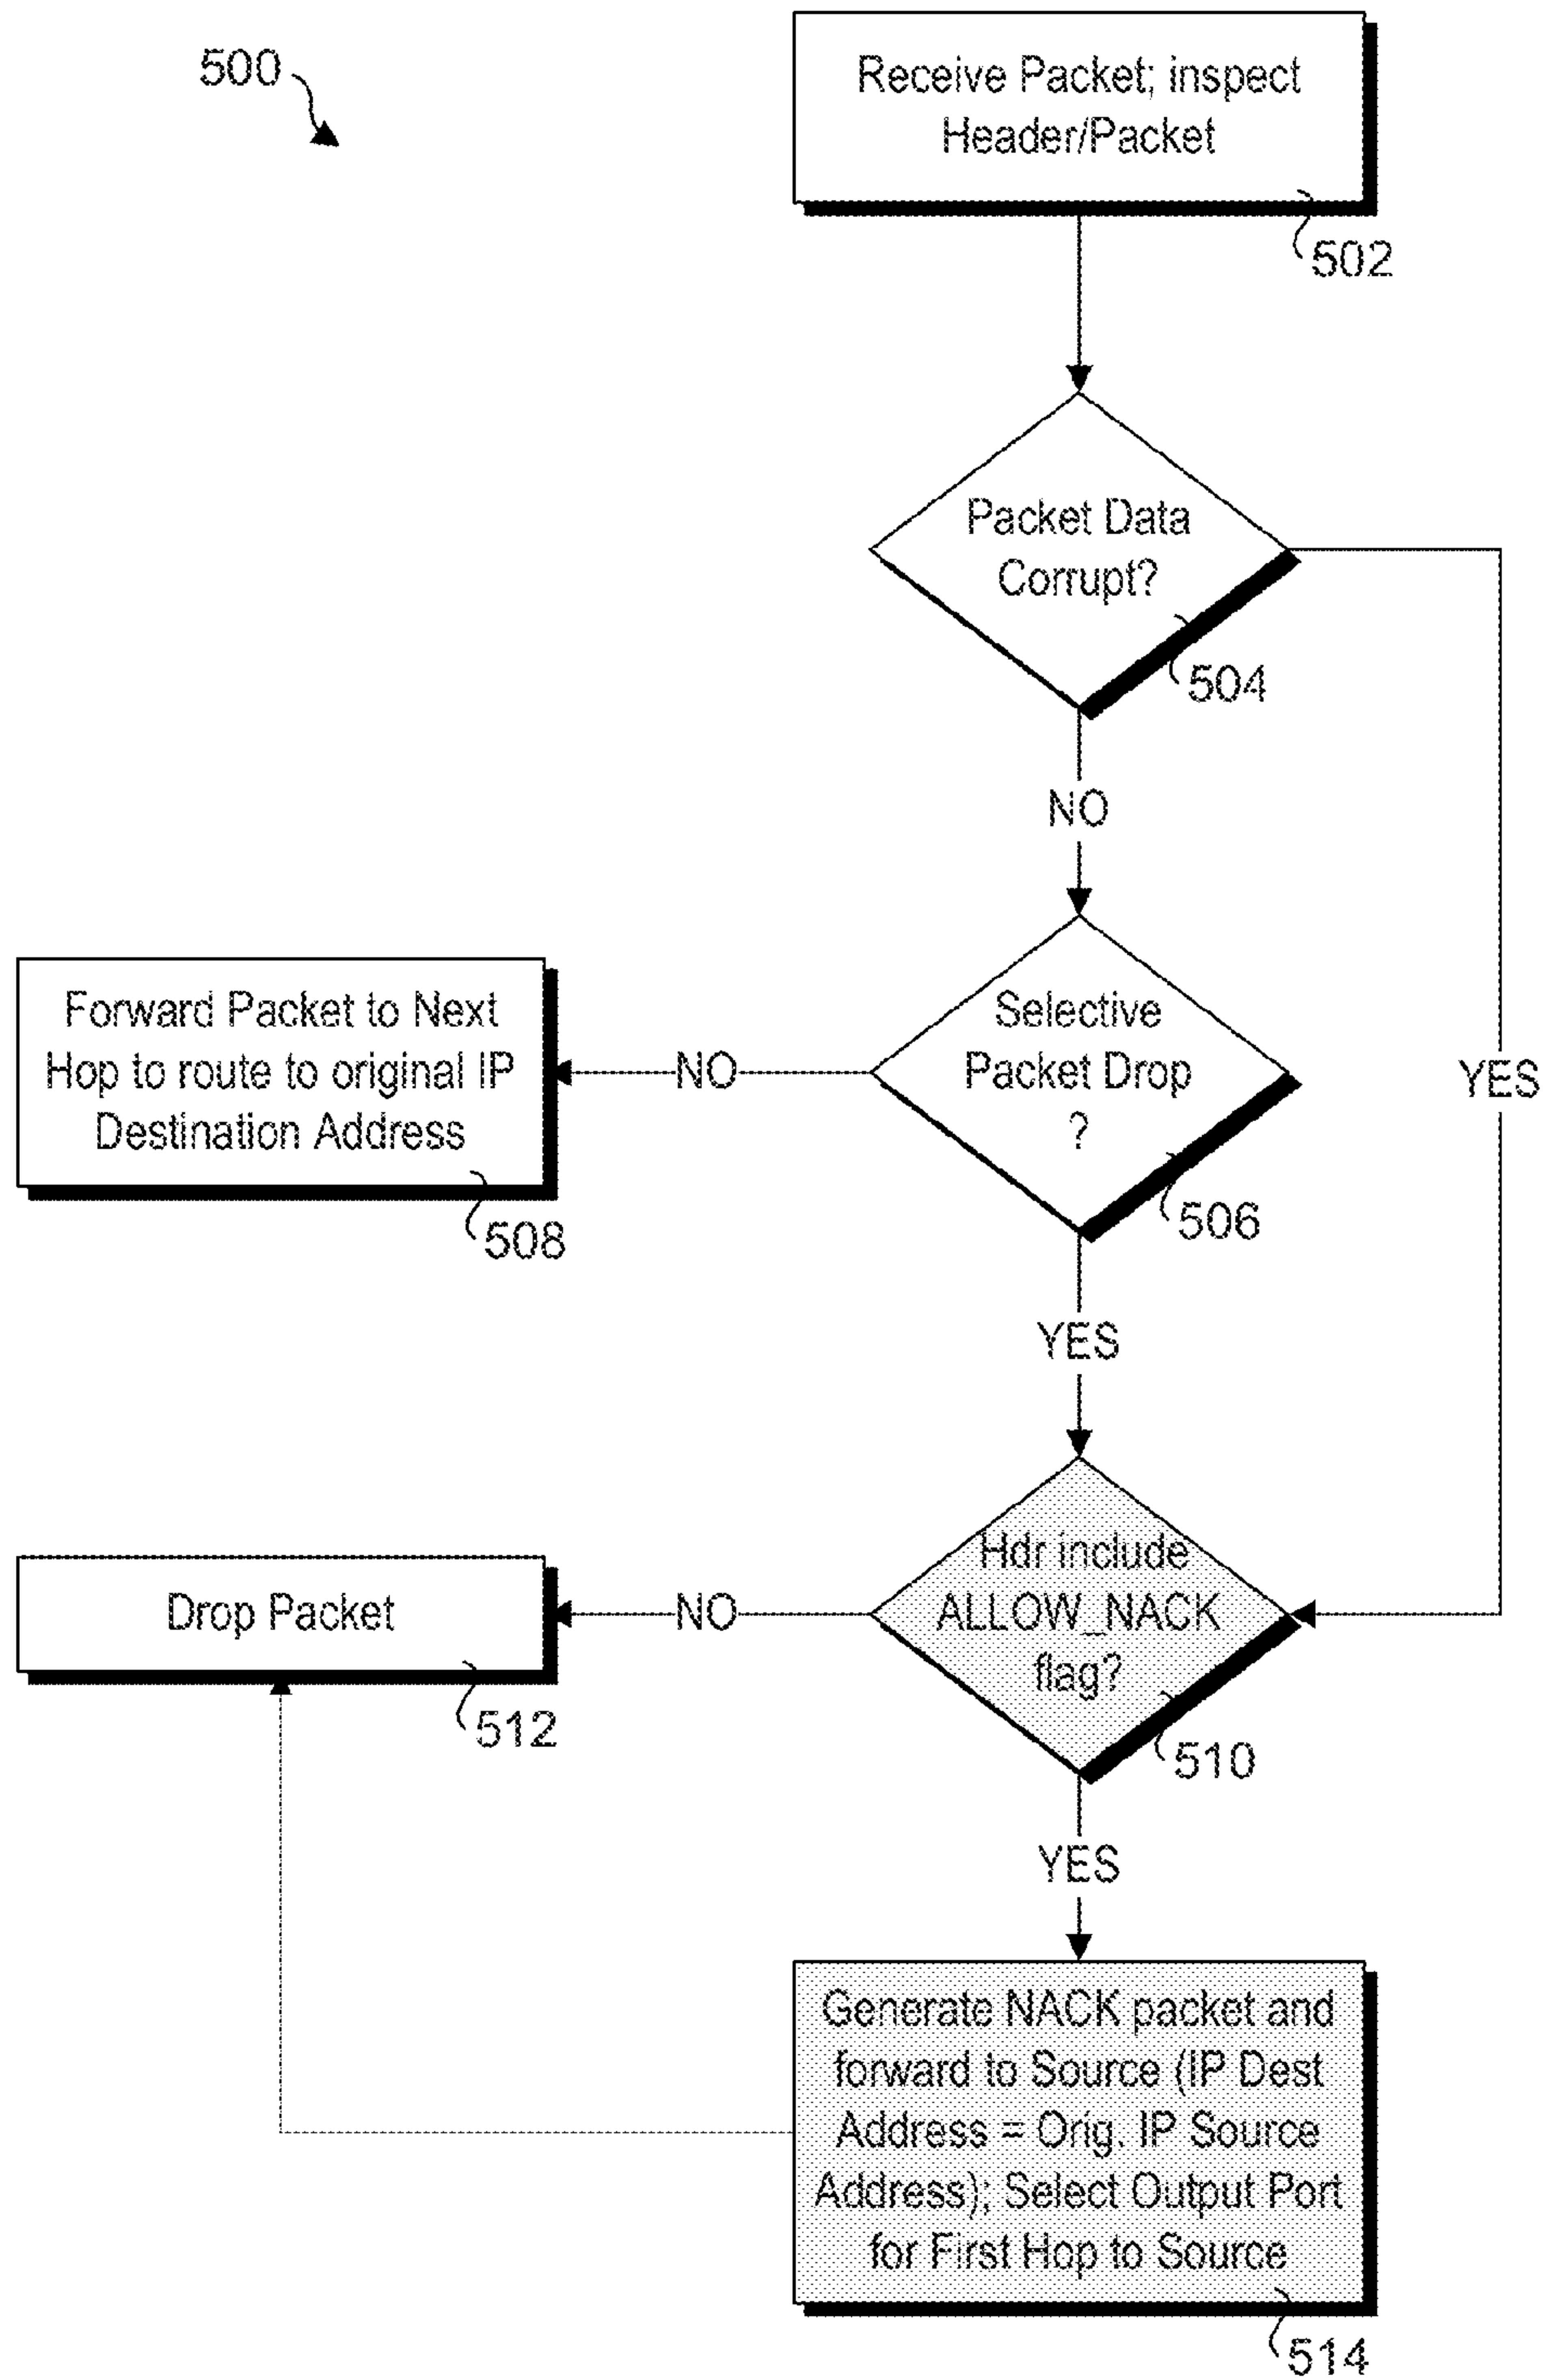 500
Receive Packet; inspect
Header/Packet
502
Packet Data
Corrupt?
504
NO
Selective
Packet Drop
?
506
NO
Forward Packet to Next
Hop to route to original IP
Destination Address
508
YES
YES
Hdr include
ALLOW_NACK
flag?
510
NO
Drop Packet
512
YES
Generate NACK packet and
forward to Source (IP Dest
Address = Orig. IP Source
Address); Select Output Port
for First Hop to Source
514